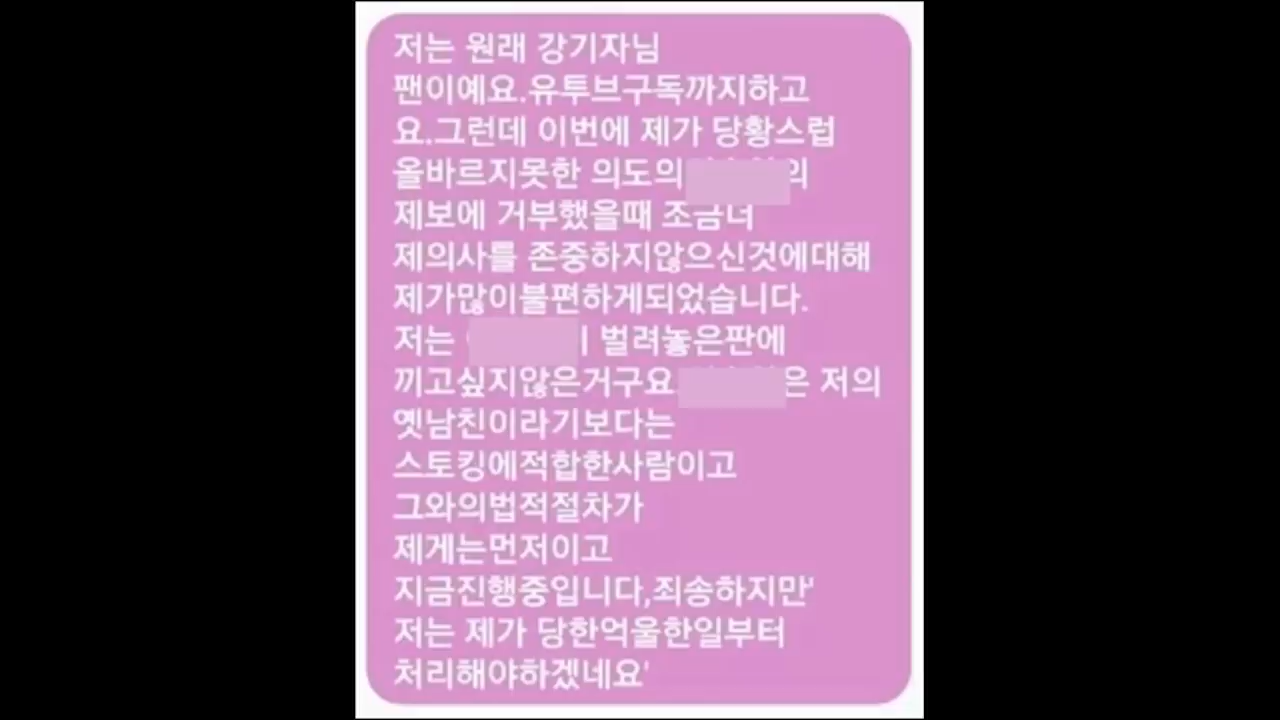 저는 원래 강기자님
팬이예요.유투브구독까지하고
요.그런데 이번에 제가 당황스럽
올바르지못한 의도의 의
제보에 거부했을때 조금더
제의사를 존중하지않으신것에대해
제가많이불편하게되었습니다.
저는 벌려놓은판에
끼고싶지않은거구요 은 저의
옛남친이라기보다는
스토킹에적합한사람이고
그와의법적절차가
제게는먼저이고
지금진행중입니다,죄송하지만'
저는 제가 당한억울한일부터
처리해야하겠네요'